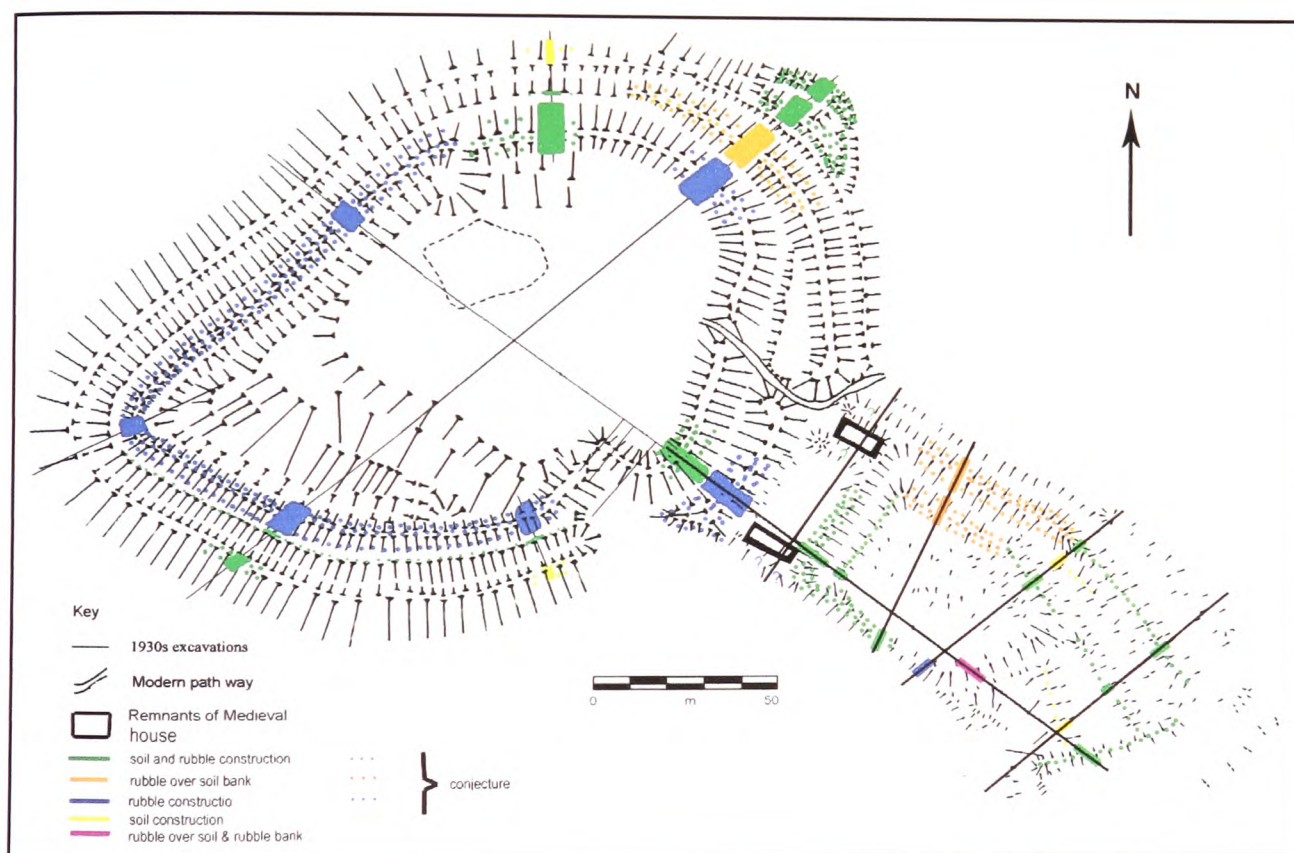 N
Key
1930s excavations
Modern path way
Remnants of Medieval
house
soil and rubble construction
rubble over soil bank
rubble constructio
soil construction
rubble over soil & rubble bank
conjecture
0 m 50